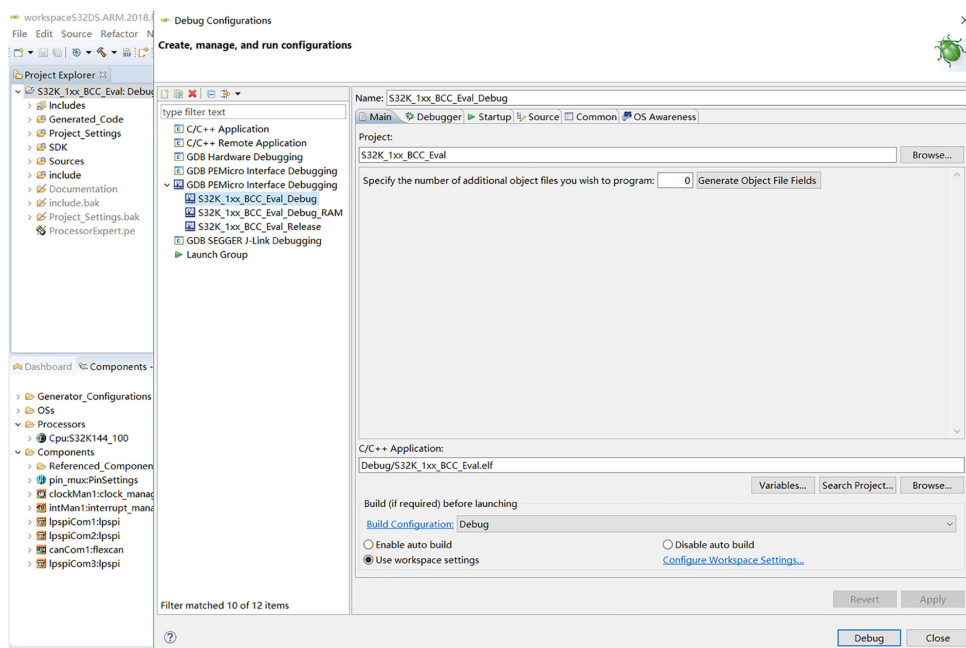 workspaceS32DS.ARM.2018.
File Edit Source Refactor N
Project Explorer
S32K_1xx_BCC_Eval: Debug
Includes
Generated_Code
Project_Settings
SDK
Sources
include
Documentation
include.bak
Project_Settings.bak
ProcessorExpert.pe
Dashboard Components -
Generator_Configurations
OSs
Processors
Cpu:S32K144_100
Components
Referenced_Componen
pin_mux:PinSettings
clockMan1:clock_manag
intMan1:interrupt_mana
lpspiCom1:lpspi
lpspiCom2:lpspi
canCom1:flexcan
lpspiCom3:lpspi
Debug Configurations
Create, manage, and run configurations
type filter text
C/C++ Application
C/C++ Remote Application
GDB Hardware Debugging
GDB PEMicro Interface Debugging
GDB PEMicro Interface Debugging
S32K_1xx_BCC_Eval_Debug
S32K_1xx_BCC_Eval_Debug_RAM
S32K_1xx_BCC_Eval_Release
GDB SEGGER J-Link Debugging
Launch Group
Filter matched 10 of 12 items
Name: S32K_1xx_BCC_Eval_Debug
Main Debugger Startup Source Common OS Awareness
Project:
S32K_1xx_BCC_Eval Browse...
Specify the number of additional object files you wish to program: 0 Generate Object File Fields
C/C++ Application:
Debug/S32K_1xx_BCC_Eval.elf
Variables... Search Project... Browse...
Build (if required) before launching
Build Configuration: Debug
Enable auto build Disable auto build
Use workspace settings Configure Workspace Settings...
Revert Apply
Debug Close